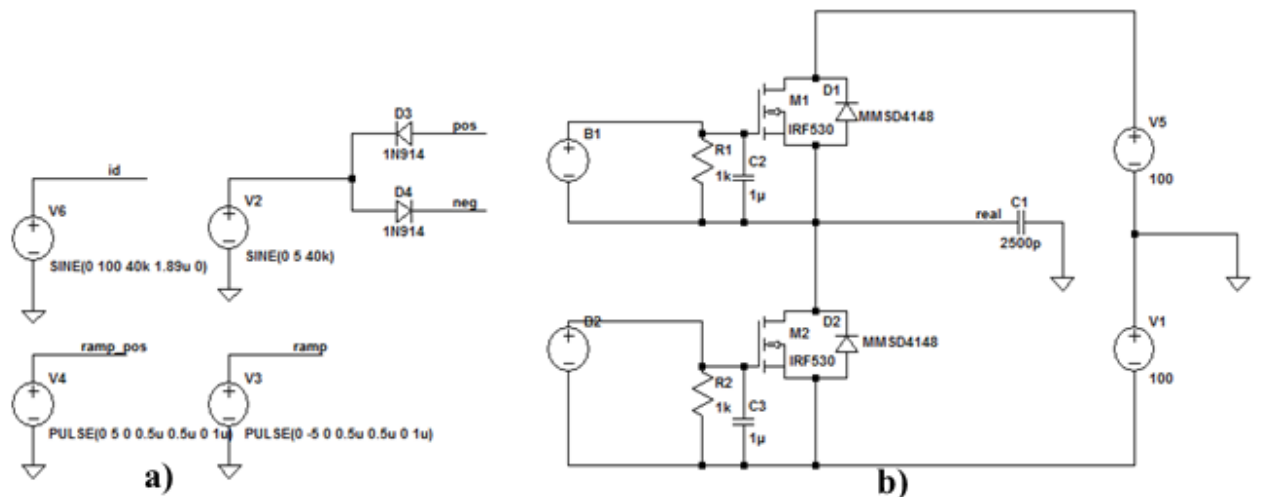 id
V6
SINE(0 100 40k 1.89u 0)
V2
SINE(0 5 40k)
D3
1N914
pos
D4
1N914
neg
ramp_pos
V4
PULSE(0 5 0 0.5u 0.5u 0 1u)
ramp
V3
PULSE(0 -5 0 0.5u 0.5u 0 1u)
a)
B1
R1
1k
C2
1µ
M1
IRF530
D1
MMSD4148
V5
100
real
C1
2500p
B2
R2
1k
C3
1µ
M2
IRF530
D2
MMSD4148
V1
100
b)